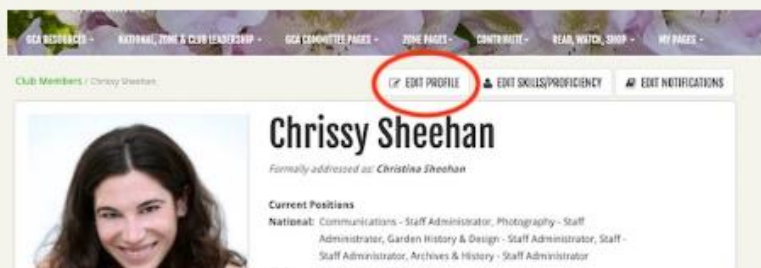 GCA RESOURCES - NATIONAL, ZONE & CLUB LEADERSHIP - GCA COMMITTEE PAGES - ZONE PAGES - CONTRIBUTE - READ, WATCH, SHOP - MY PAGES -
Club Members / Chrissy Sheehan EDIT PROFILE EDIT SKILLS/PROFICIENCY EDIT NOTIFICATIONS
Chrissy Sheehan
Formally addressed as: Christina Sheehan
Current Positions
National: Communications - Staff Administrator, Photography - Staff
Administrator, Garden History & Design - Staff Administrator, Staff -
Staff Administrator, Archives & History - Staff Administrator